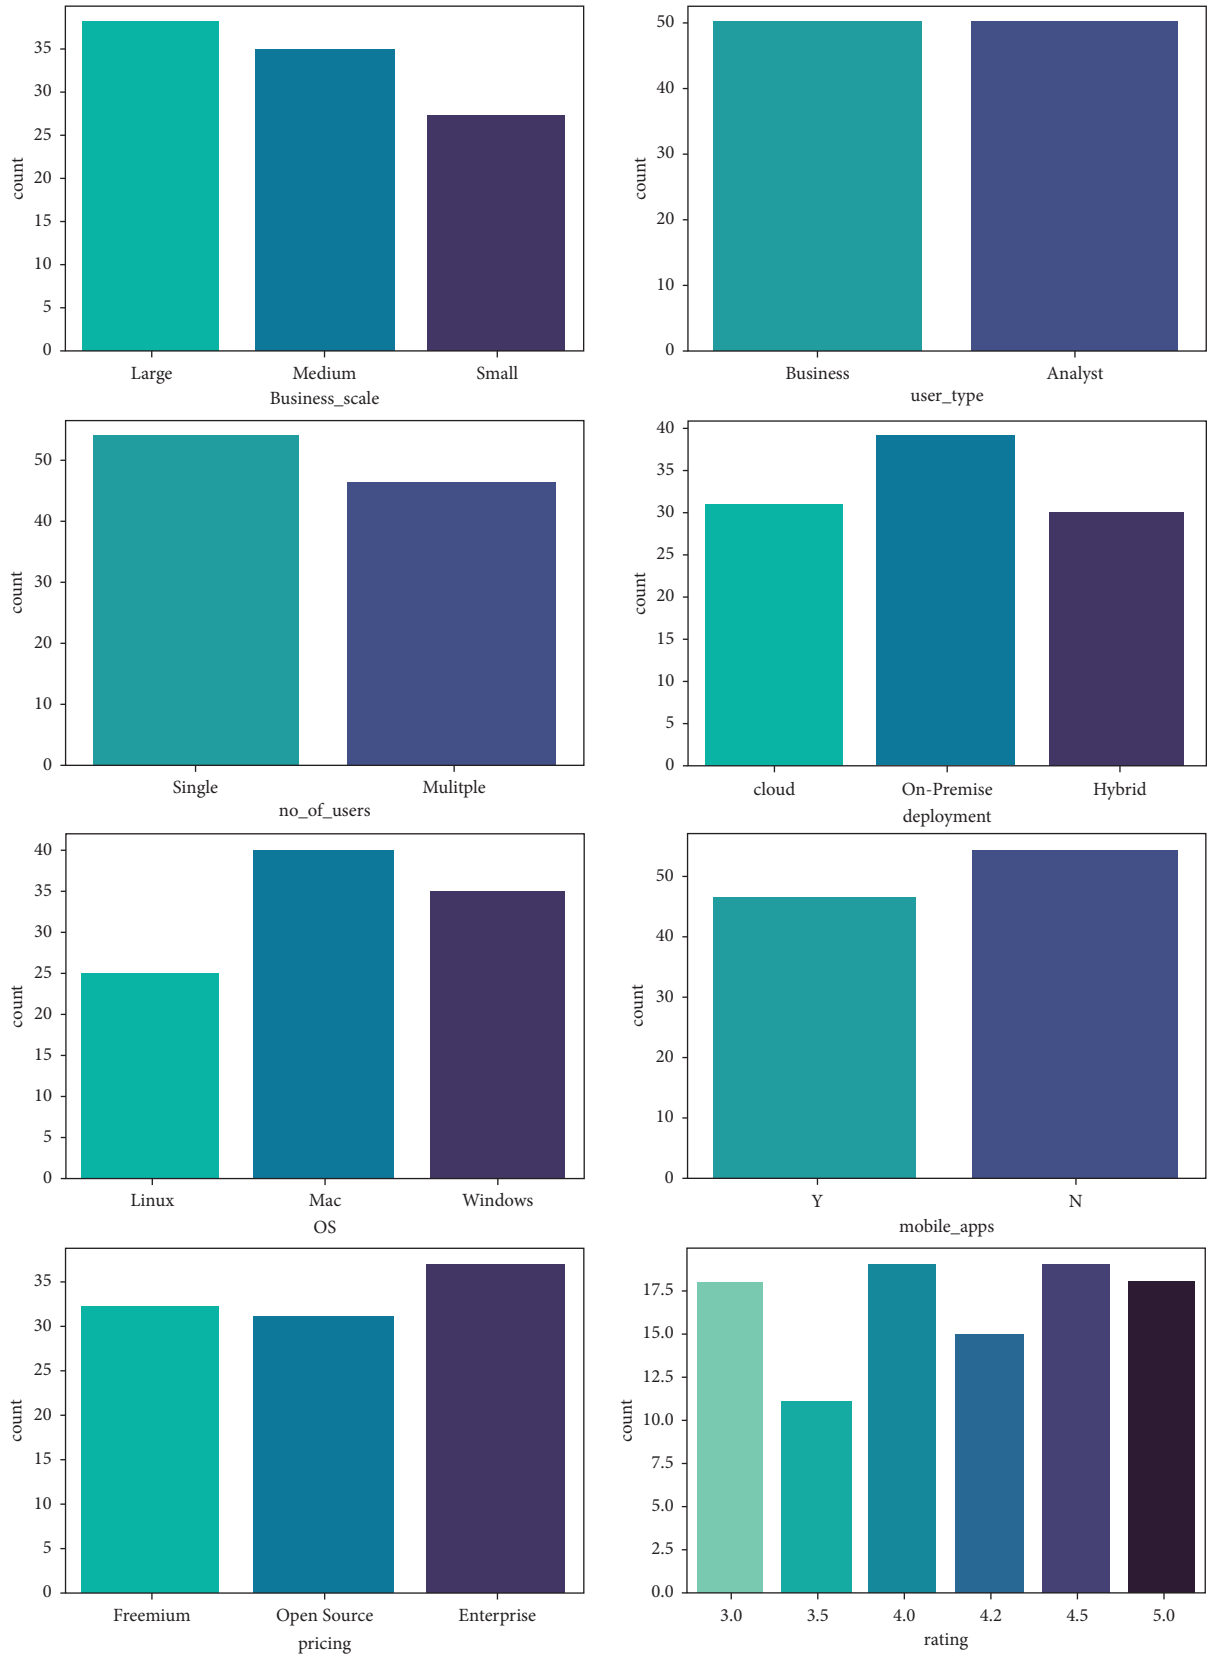 35
30
25
20
15
10
5
0
count
Large Medium Small
Business_scale
50
40
30
20
10
0
count
Business Analyst
user_type
50
40
30
20
10
0
count
Single Mulitple
no_of_users
40
35
30
25
20
15
10
5
0
count
cloud On-Premise Hybrid
deployment
40
35
30
25
20
15
10
5
0
count
Linux Mac Windows
OS
50
40
30
20
10
0
count
Y N
mobile_apps
35
30
25
20
15
10
5
0
count
Freemium Open Source Enterprise
pricing
17.5
15.0
12.5
10.0
7.5
5.0
2.5
0.0
count
3.0 3.5 4.0 4.2 4.5 5.0
rating